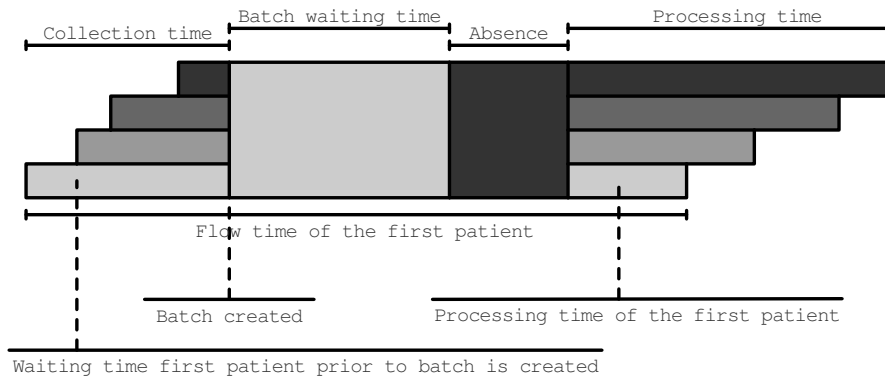 Batch waiting time
Processing time
Collection time
Absence
Flow time of the first patient
Batch created
Processing time of the first patient
Waiting time first patient prior to batch is created